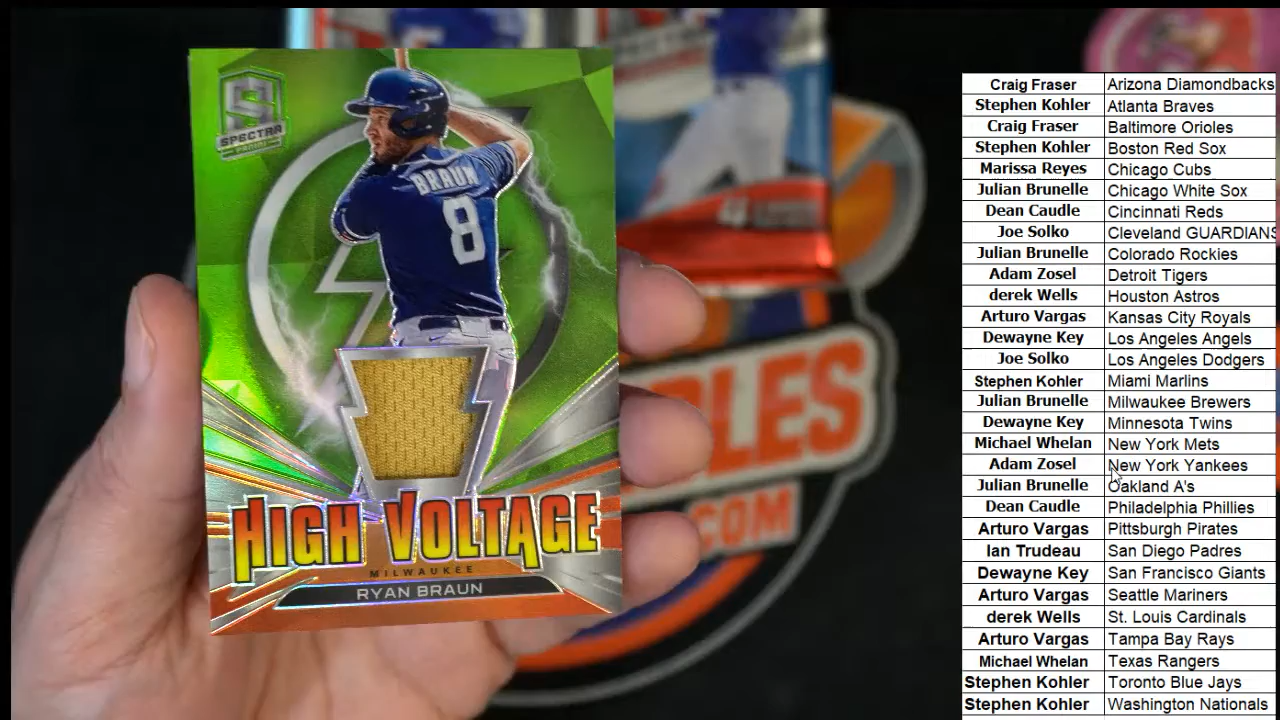 SPECTRA
PANINI
BRAUN
8
HIGH VOLTAGE
MILWAUKEE
RYAN BRAUN
.COM
Craig Fraser Arizona Diamondbacks
Stephen Kohler Atlanta Braves
Craig Fraser Baltimore Orioles
Stephen Kohler Boston Red Sox
Marissa Reyes Chicago Cubs
Julian Brunelle Chicago White Sox
Dean Caudle Cincinnati Reds
Joe Solko Cleveland GUARDIANS
Julian Brunelle Colorado Rockies
Adam Zosel Detroit Tigers
derek Wells Houston Astros
Arturo Vargas Kansas City Royals
Dewayne Key Los Angeles Angels
Joe Solko Los Angeles Dodgers
Stephen Kohler Miami Marlins
Julian Brunelle Milwaukee Brewers
Dewayne Key Minnesota Twins
Michael Whelan New York Mets
Adam Zosel New York Yankees
Julian Brunelle Oakland A's
Dean Caudle Philadelphia Phillies
Arturo Vargas Pittsburgh Pirates
Ian Trudeau San Diego Padres
Dewayne Key San Francisco Giants
Arturo Vargas Seattle Mariners
derek Wells St. Louis Cardinals
Arturo Vargas Tampa Bay Rays
Michael Whelan Texas Rangers
Stephen Kohler Toronto Blue Jays
Stephen Kohler Washington Nationals